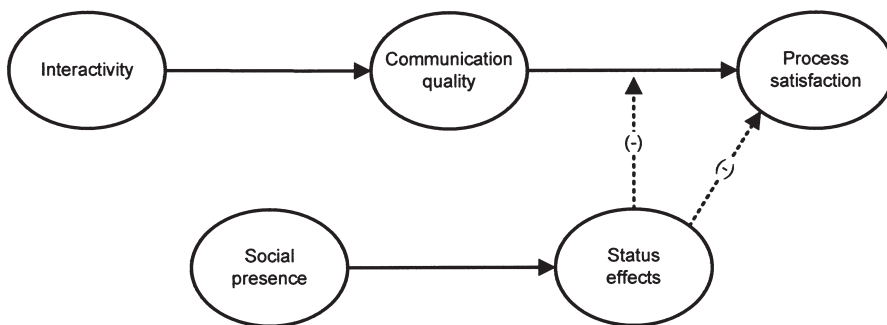 Interactivity
Communication
quality
Process
satisfaction
(-)
(-)
Social
presence
Status
effects